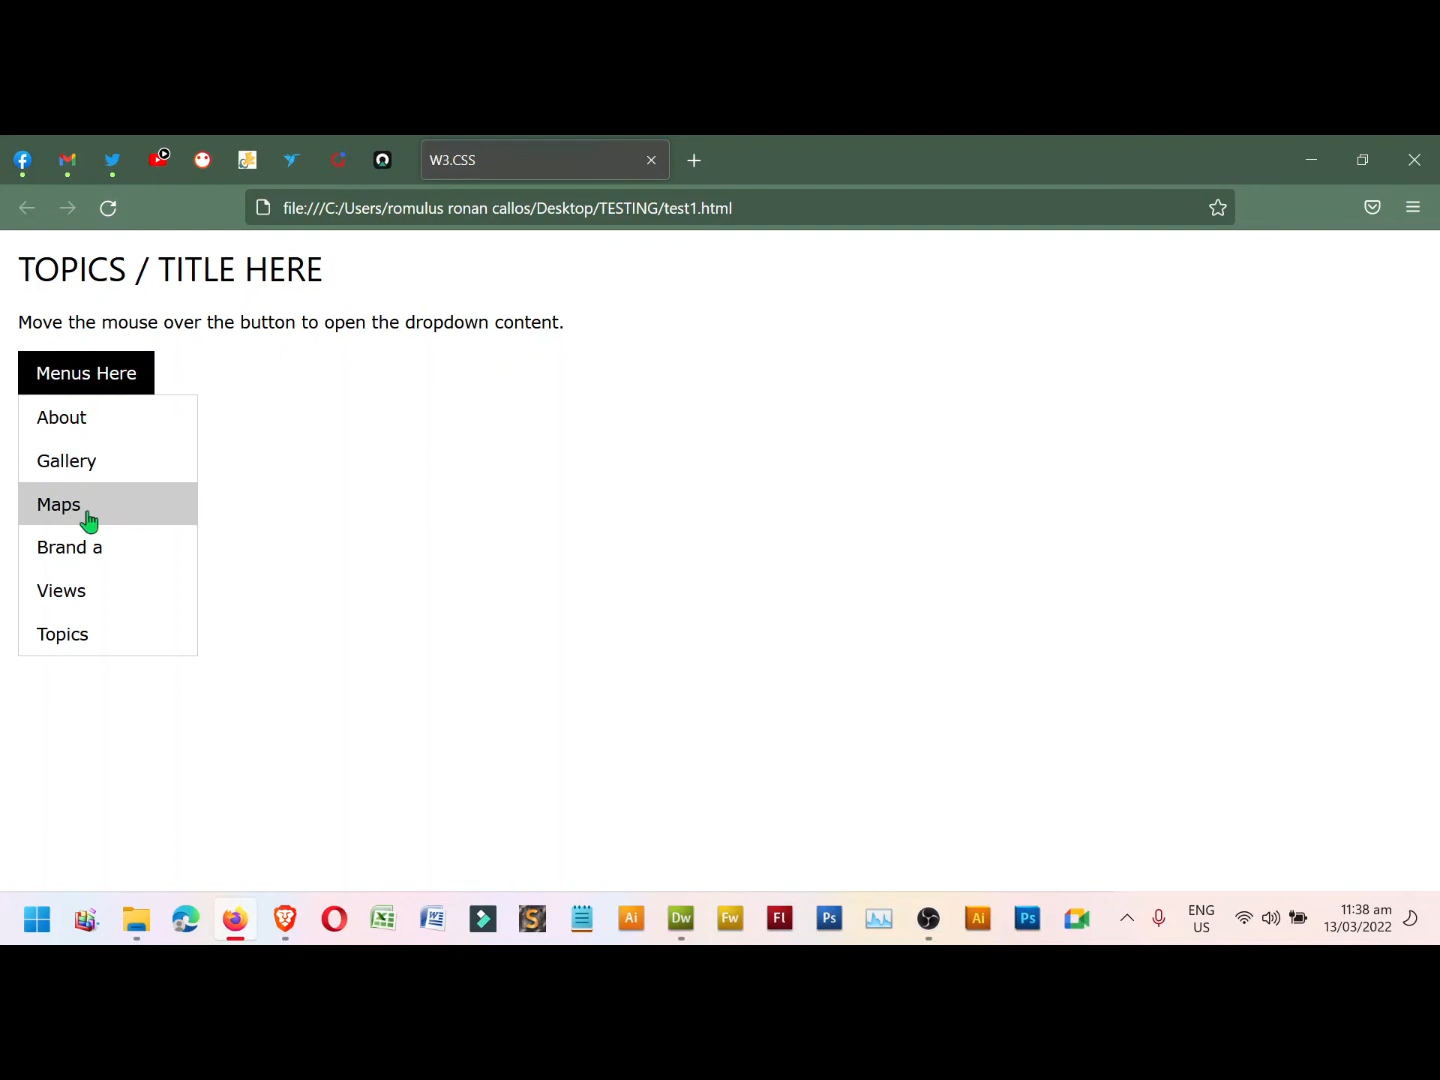 W3.CSS
file:///C:/Users/romulus ronan callos/Desktop/TESTING/test1.html
TOPICS / TITLE HERE
Move the mouse over the button to open the dropdown content.
Menus Here
About
Gallery
Maps
Brand a
Views
Topics
Ai
Dw
Fw
Fl
Ps
Ai
Ps
ENG
US
11:38 am
13/03/2022